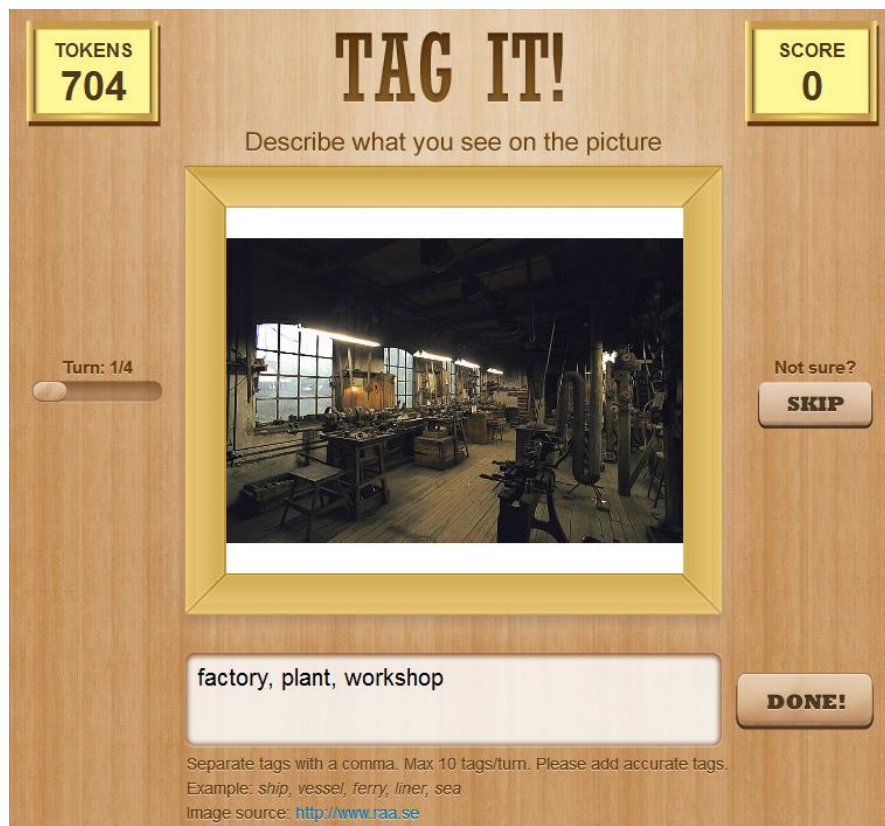 TOKENS
704
TAG IT!
SCORE
0
Describe what you see on the picture
Turn: 1/4
Not sure?
SKIP
factory, plant, workshop
DONE!
Separate tags with a comma. Max 10 tags/turn. Please add accurate tags.
Example: ship, vessel, ferry, liner, sea
Image source: http://www.raa.se